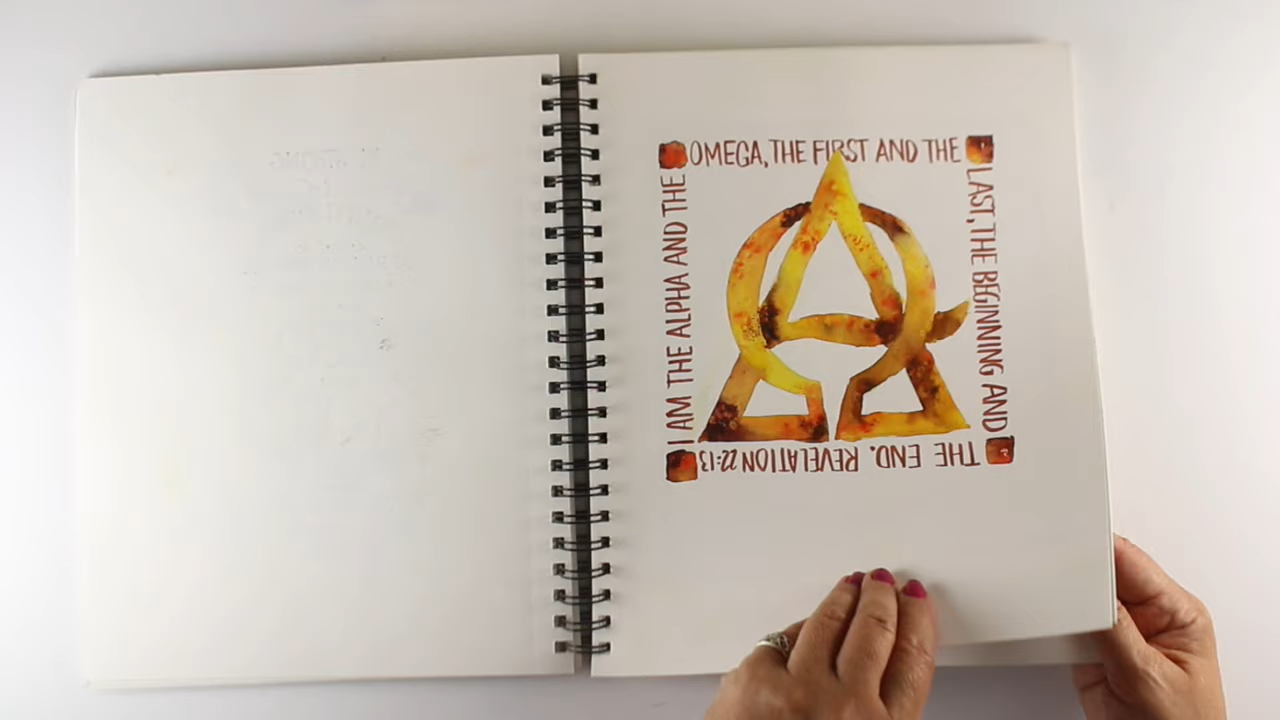 I AM THE ALPHA AND THE
OMEGA, THE FIRST AND THE
LAST, THE BEGINNING AND
THE END. REVELATION 22:13